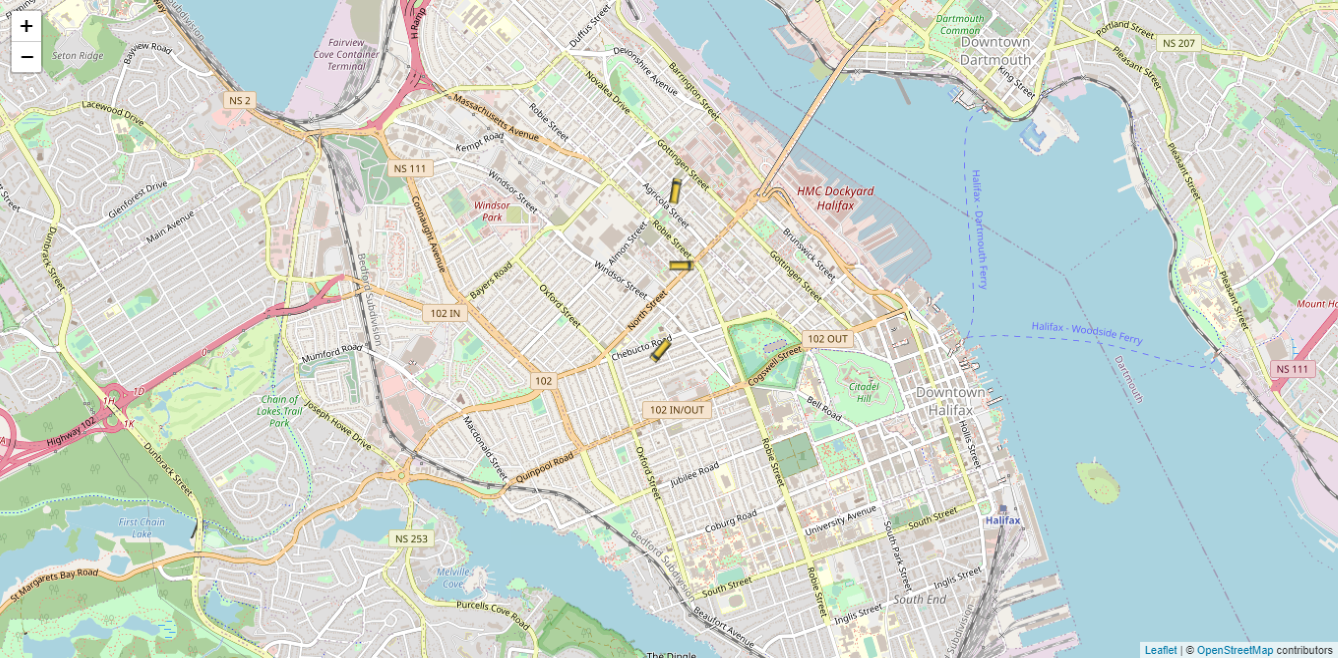 +
−
Seton Ridge
Bayview Road
NS 2
Fairview
Cove Container
Terminal
H Ramp
Duffus Street
Devonshire Avenue
Barrington Street
Novalea Drive
Dartmouth
Common
Downtown
Dartmouth
King Street
Portland Street
NS 207
Pleasant Street
Lacewood Drive
Massachusetts Avenue
Robie Street
Kempt Road
Gottingen Street
NS 111
Windsor Street
Pleasant Street
Glenforest Drive
Main Avenue
Dunbrack Street
Connaught Avenue
Windsor
Park
Agricola Street
Almon Street
Robie Street
HMC Dockyard
Halifax
Halifax - Dartmouth Ferry
Brunswick Street
Gottingen Street
Bedford Subdivision
Bayers Road
Windsor Street
Oxford Street
North Street
Pleasant Street
102 IN
Mumford Road
Chebucto Road
102 OUT
Cogswell Street
Halifax - Woodside Ferry
Dartmouth
NS 111
102
1H
1D
1K
Highway 102
Chain of
Lakes Trail
Park
Joseph Howe Drive
Macdonald Street
102 IN/OUT
Bell Road
Citadel
Hill
Downtown
Halifax
Hollis Street
Dunbrack Street
Quinpool Road
Oxford Street
Jubilee Road
Robie Street
First Chain
Lake
NS 253
Coburg Road
University Avenue
South Street
Halifax
South Park Street
Bedford Subdivision
St Margarets Bay Road
Melville
Cove
South Street
Robie Street
Inglis Street
South End
Purcells Cove Road
Beaufort Avenue
Inglis Street
Subdivision
The Dingle
Leaflet | © OpenStreetMap contributors